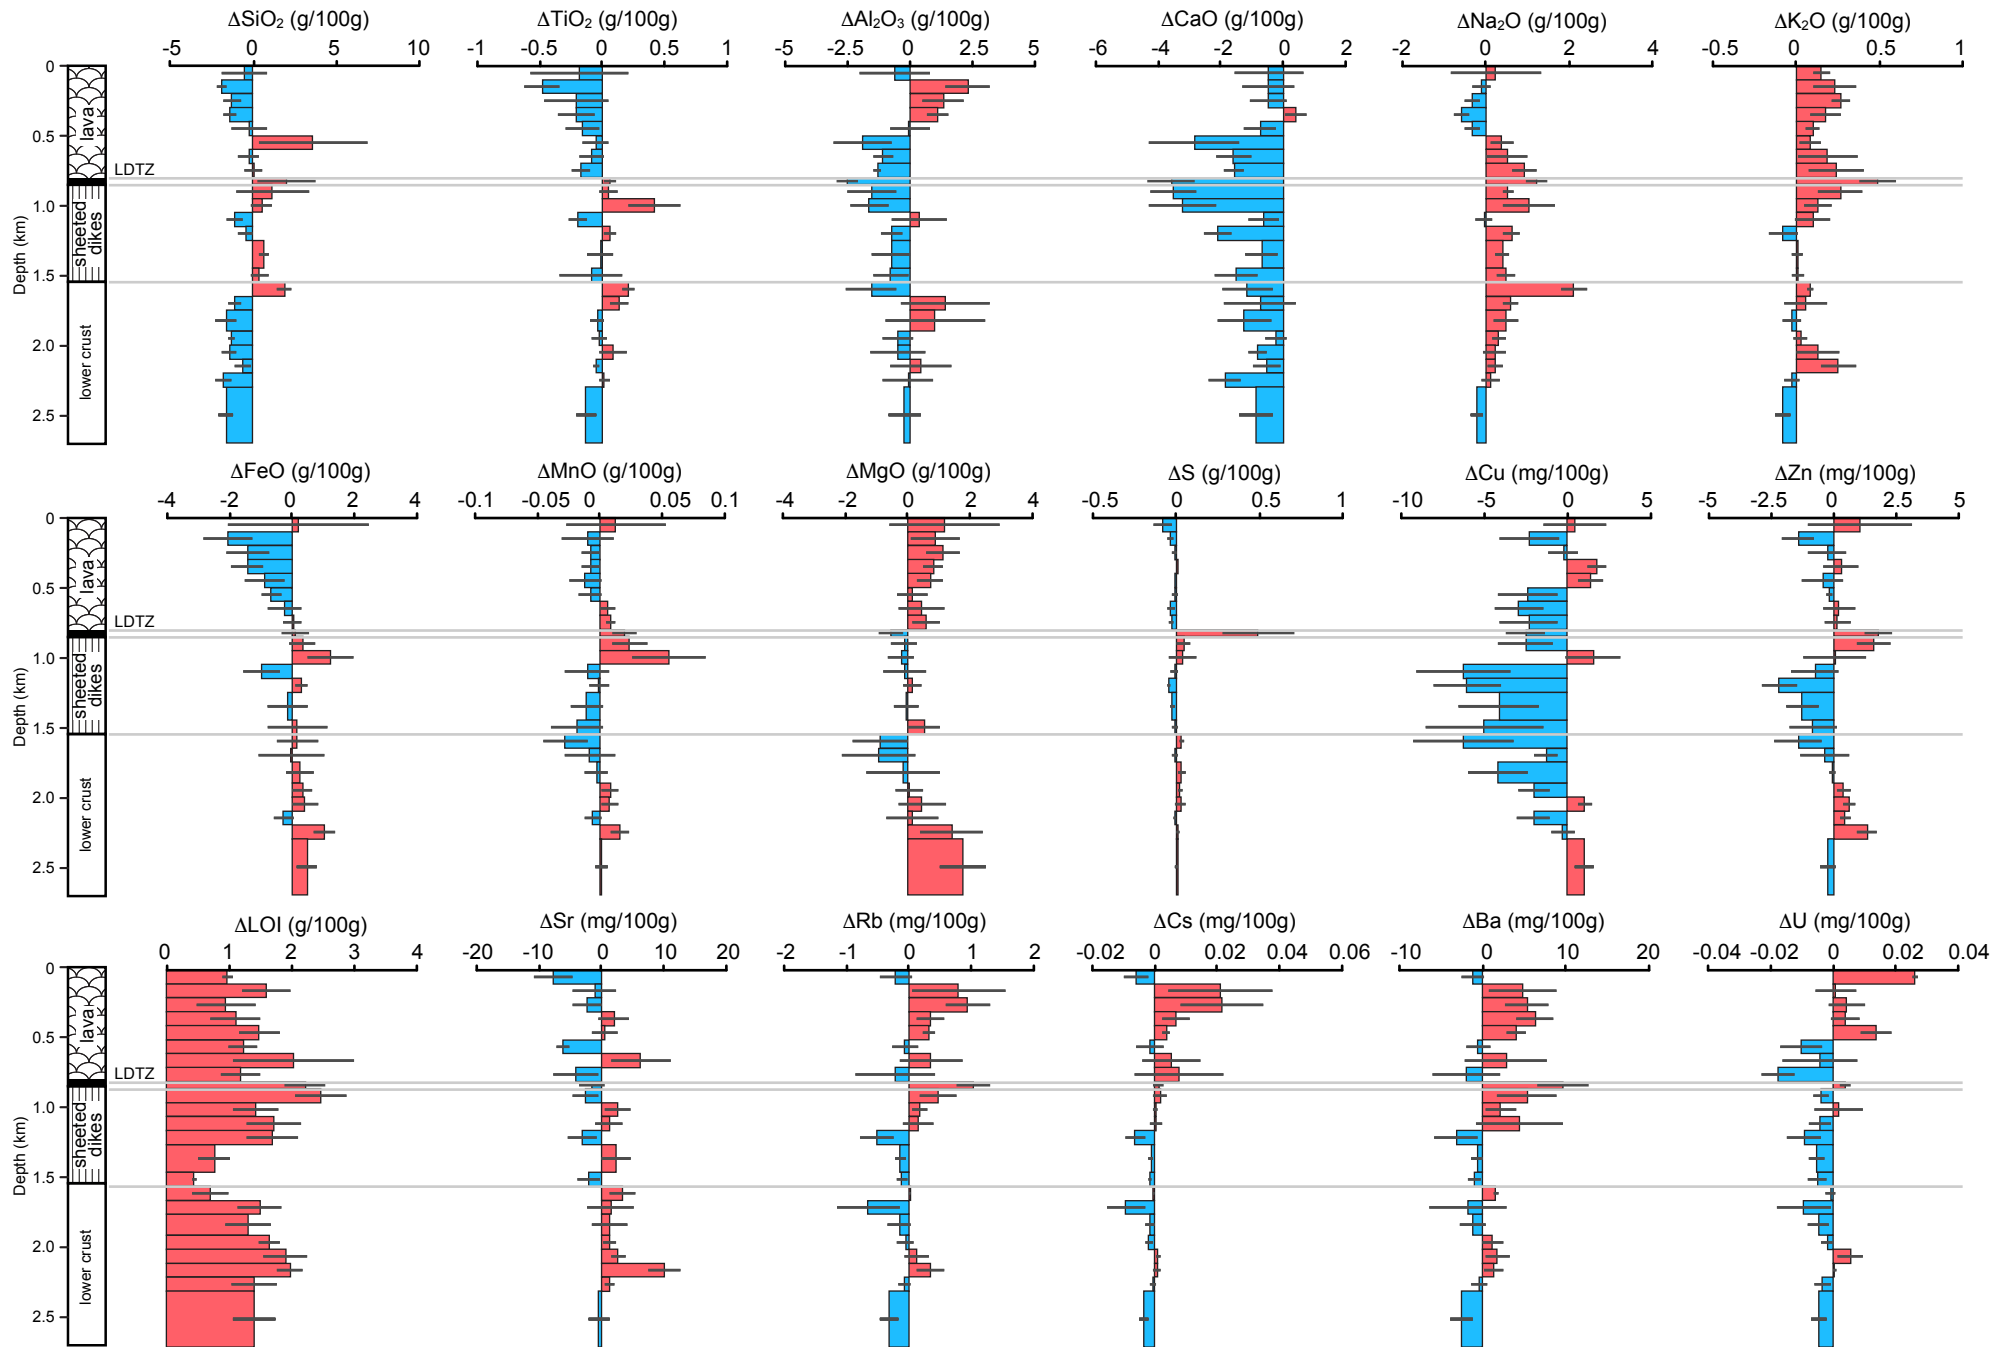 ΔSiO₂ (g/100g) ΔTiO₂ (g/100g) ΔAl₂O₃ (g/100g) ΔCaO (g/100g) ΔNa₂O (g/100g) ΔK₂O (g/100g)
-5 0 5 10 -1 -0.5 0 0.5 1 -5 -2.5 0 2.5 5 -6 -4 -2 0 2 -2 0 2 4 -0.5 0 0.5 1
0
lava
0.5
LDTZ
sheeted
dikes
1.0
Depth (km)
1.5
lower crust
2.0
2.5
ΔFeO (g/100g) ΔMnO (g/100g) ΔMgO (g/100g) ΔS (g/100g) ΔCu (mg/100g) ΔZn (mg/100g)
-4 -2 0 2 4 -0.1 -0.05 0 0.05 0.1 -4 -2 0 2 4 -0.5 0 0.5 1 -10 -5 0 5 -5 -2.5 0 2.5 5
0
lava
0.5
LDTZ
sheeted
dikes
1.0
Depth (km)
1.5
lower crust
2.0
2.5
ΔLOI (g/100g) ΔSr (mg/100g) ΔRb (mg/100g) ΔCs (mg/100g) ΔBa (mg/100g) ΔU (mg/100g)
0 1 2 3 4 -20 -10 0 10 20 -2 -1 0 1 2 -0.02 0 0.02 0.04 0.06 -10 0 10 20 -0.04 -0.02 0 0.02 0.04
0
lava
0.5
LDTZ
sheeted
dikes
1.0
Depth (km)
1.5
lower crust
2.0
2.5